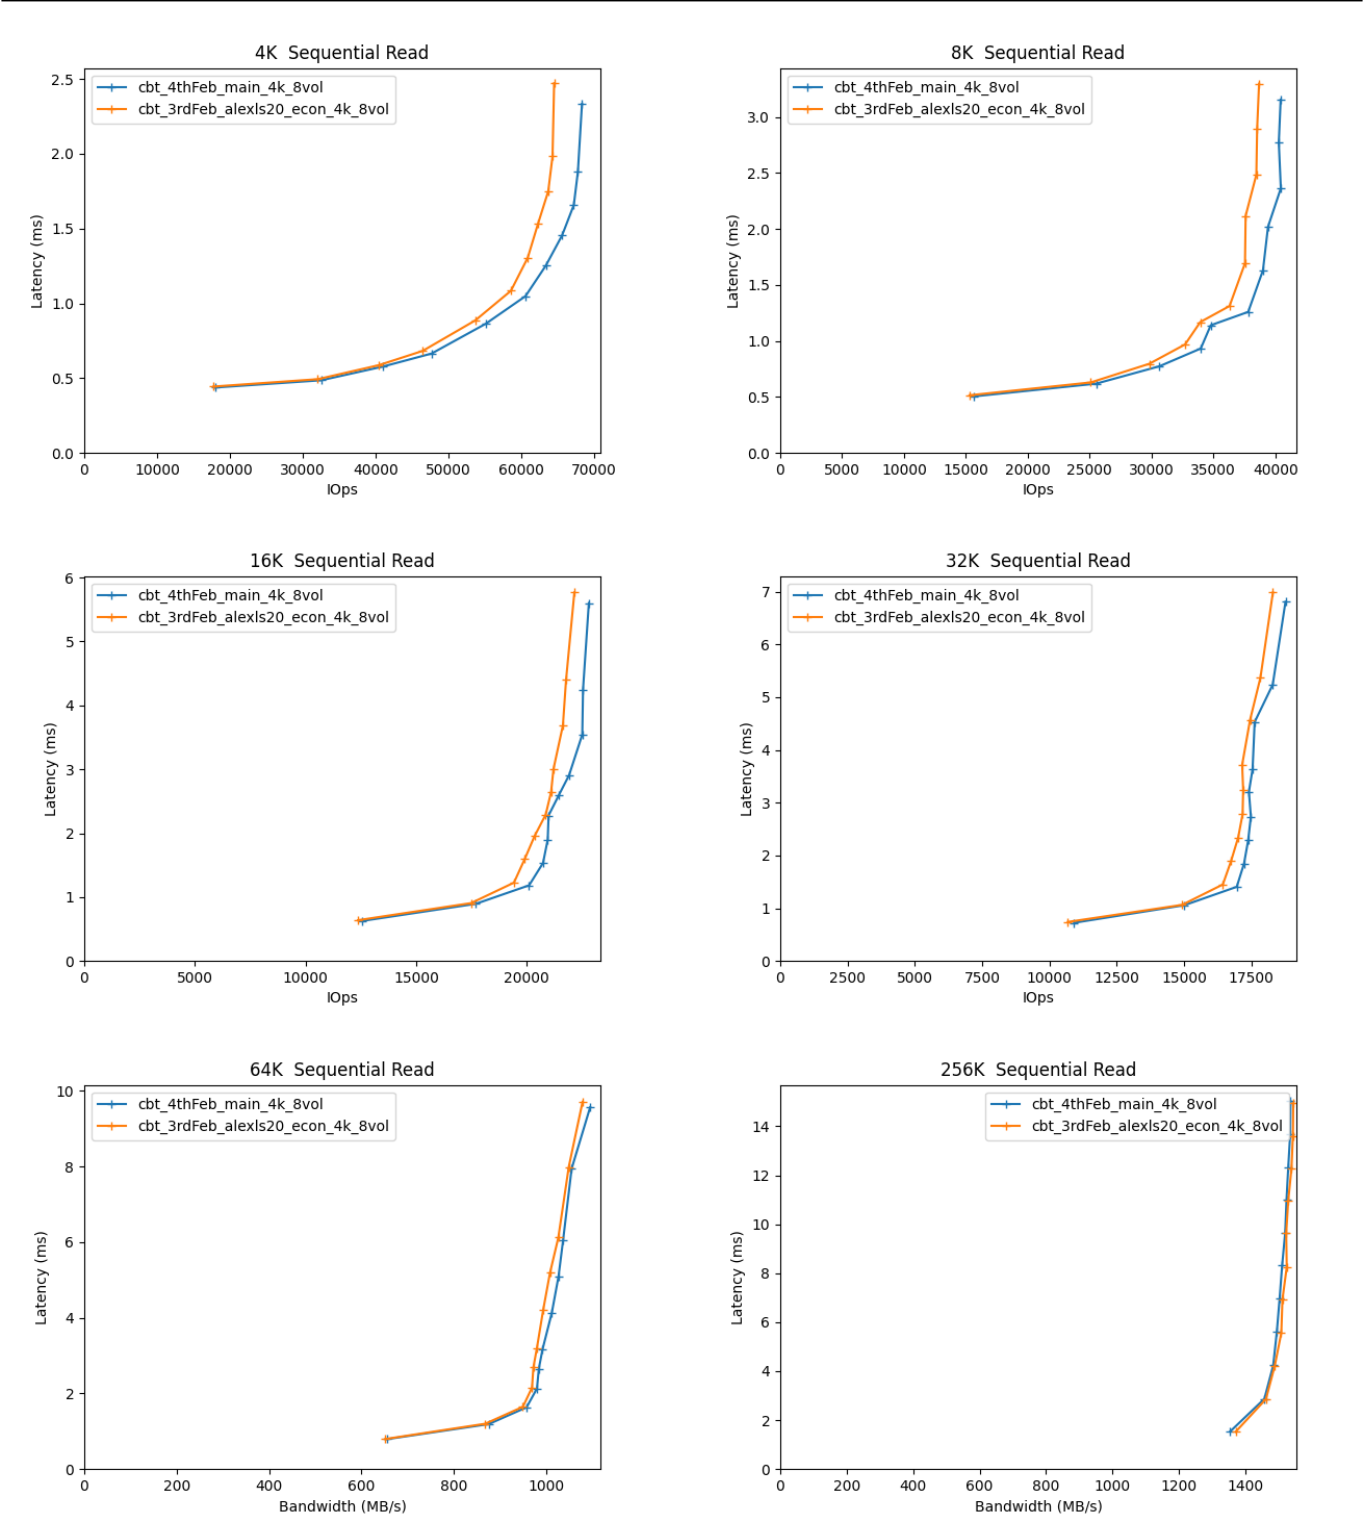 4K  Sequential Read
cbt_4thFeb_main_4k_8vol
cbt_3rdFeb_alexls20_econ_4k_8vol
2.5
2.0
1.5
1.0
0.5
0.0
Latency (ms)
0 10000 20000 30000 40000 50000 60000 70000
IOps
8K  Sequential Read
cbt_4thFeb_main_4k_8vol
cbt_3rdFeb_alexls20_econ_4k_8vol
3.0
2.5
2.0
1.5
1.0
0.5
0.0
Latency (ms)
0 5000 10000 15000 20000 25000 30000 35000 40000
IOps
16K  Sequential Read
cbt_4thFeb_main_4k_8vol
cbt_3rdFeb_alexls20_econ_4k_8vol
6
5
4
3
2
1
0
Latency (ms)
0 5000 10000 15000 20000
IOps
32K  Sequential Read
cbt_4thFeb_main_4k_8vol
cbt_3rdFeb_alexls20_econ_4k_8vol
7
6
5
4
3
2
1
0
Latency (ms)
0 2500 5000 7500 10000 12500 15000 17500
IOps
64K  Sequential Read
cbt_4thFeb_main_4k_8vol
cbt_3rdFeb_alexls20_econ_4k_8vol
10
8
6
4
2
0
Latency (ms)
0 200 400 600 800 1000
Bandwidth (MB/s)
256K  Sequential Read
cbt_4thFeb_main_4k_8vol
cbt_3rdFeb_alexls20_econ_4k_8vol
14
12
10
8
6
4
2
0
Latency (ms)
0 200 400 600 800 1000 1200 1400
Bandwidth (MB/s)